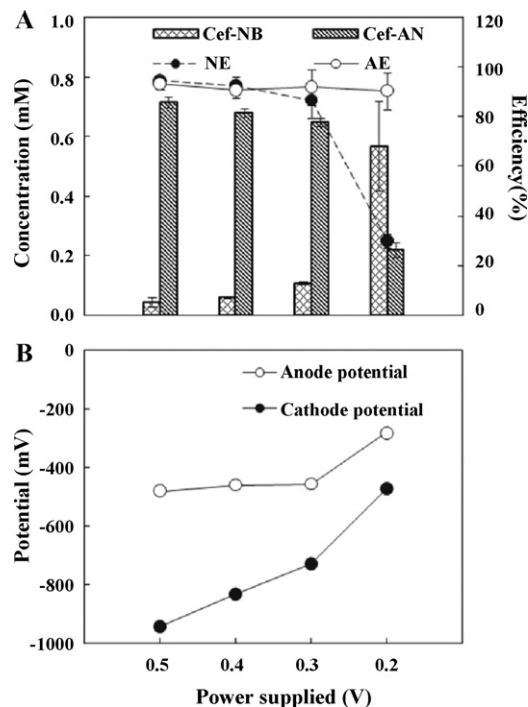 A
Cef-NB
Cef-AN
NE
AE
Concentration (mM)
1.0
0.8
0.6
0.4
0.2
0.0
Efficiency(%)
120
100
80
60
40
20
0
B
Anode potential
Cathode potential
Potential (mV)
0
-200
-400
-600
-800
-1000
0.5 0.4 0.3 0.2
Power supplied (V)